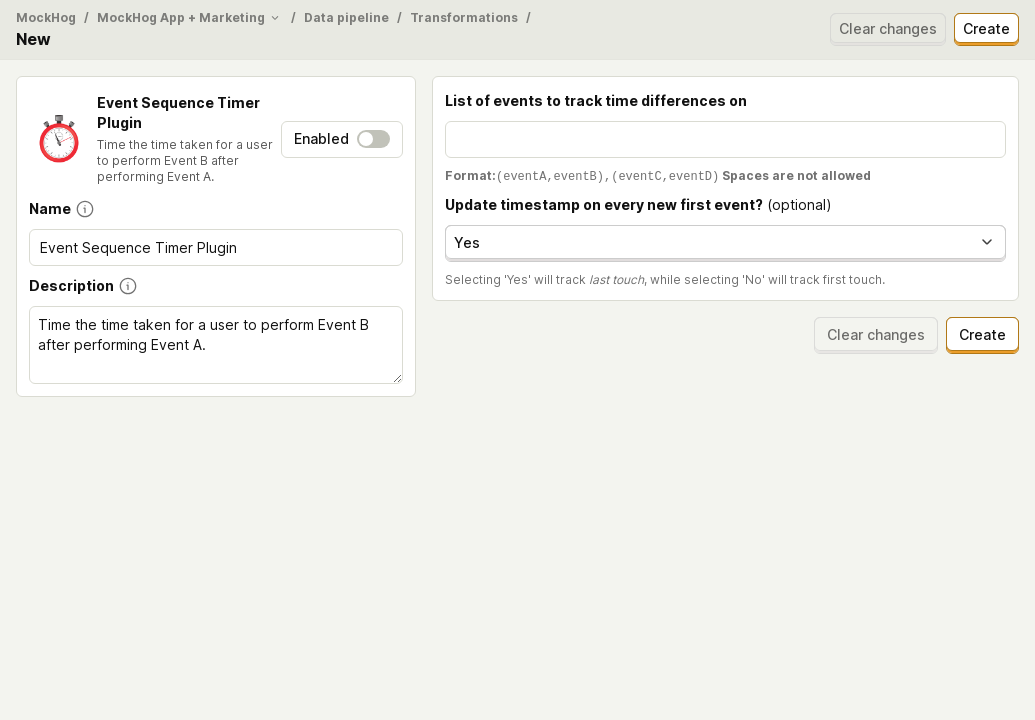 MockHog / MockHog App + Marketing / Data pipeline / Transformations /
New
Clear changes
Create
Event Sequence Timer
Plugin
Time the time taken for a user
to perform Event B after
performing Event A.
Enabled
Name
Event Sequence Timer Plugin
Description
Time the time taken for a user to perform Event B
after performing Event A.
List of events to track time differences on
Format:(eventA,eventB),(eventC,eventD) Spaces are not allowed
Update timestamp on every new first event? (optional)
Yes
Selecting 'Yes' will track last touch, while selecting 'No' will track first touch.
Clear changes
Create